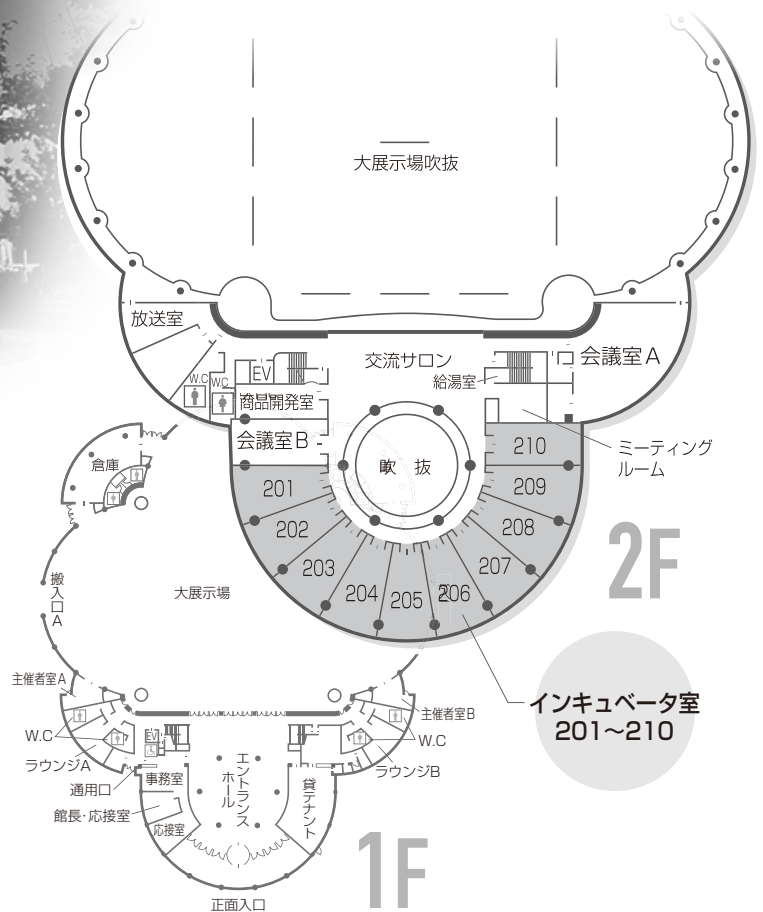 大展示場吹抜
放送室
交流サロン
会議室A
給湯室
W.C
W.C
EV
商品開発室
会議室B
吹 抜
ミーティング
ルーム
210
209
208
207
206
205
204
203
202
201
2F
インキュベータ室
201〜210
倉庫
搬入口A
大展示場
主催者室A
W.C
ラウンジA
通用口
館長・応接室
EV
事務室
応接室
エントランス
ホール
貸テナント
主催者室B
W.C
ラウンジB
正面入口
1F